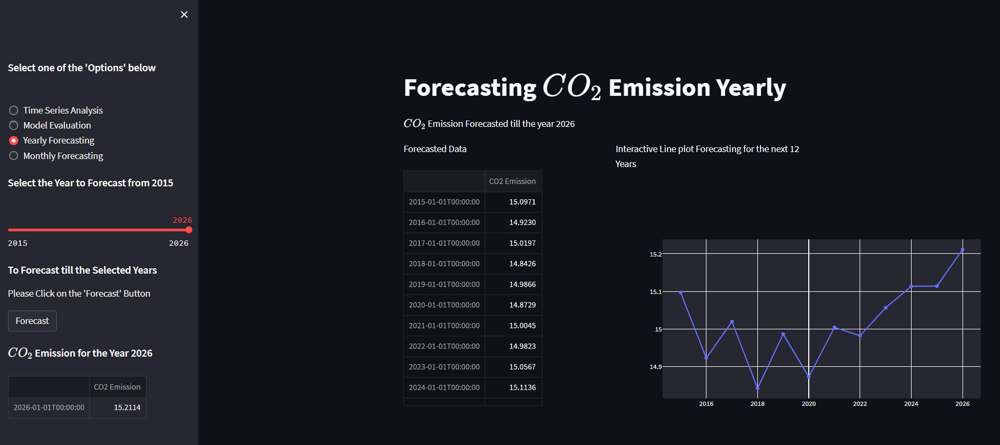 Select one of the 'Options' below
Time Series Analysis
Model Evaluation
Yearly Forecasting
Monthly Forecasting
Select the Year to Forecast from 2015
2026
2015 2026
To Forecast till the Selected Years
Please Click on the 'Forecast' Button
Forecast
CO2 Emission for the Year 2026
CO2 Emission
2026-01-01T00:00:00 15.2114
Forecasting CO2 Emission Yearly
CO2 Emission Forecasted till the year 2026
Forecasted Data
CO2 Emission
2015-01-01T00:00:00 15.0971
2016-01-01T00:00:00 14.9230
2017-01-01T00:00:00 15.0197
2018-01-01T00:00:00 14.8426
2019-01-01T00:00:00 14.9866
2020-01-01T00:00:00 14.8729
2021-01-01T00:00:00 15.0045
2022-01-01T00:00:00 14.9823
2023-01-01T00:00:00 15.0567
2024-01-01T00:00:00 15.1136
Interactive Line plot Forecasting for the next 12
Years
15.2
15.1
15
14.9
2016 2018 2020 2022 2024 2026